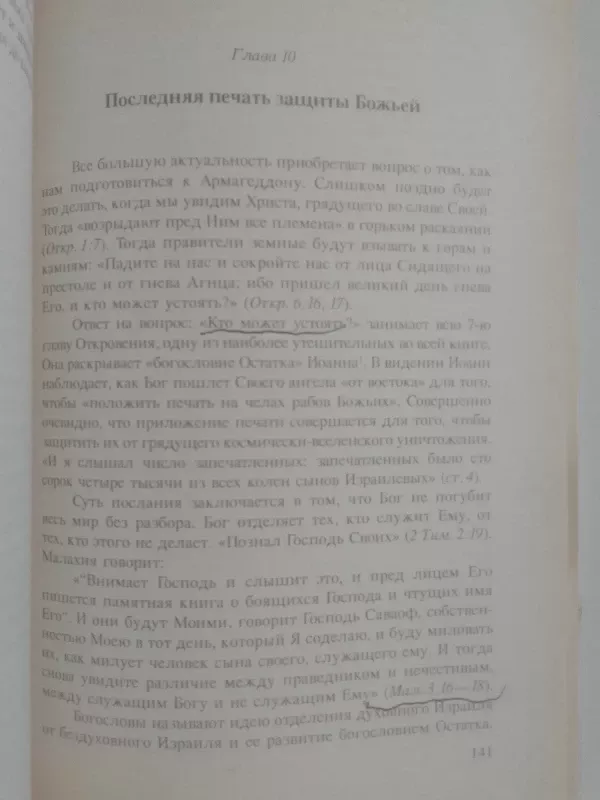 Глава 10
Последняя печать защиты Божьей
Все большую актуальность приобретает вопрос о том, как
нам подготовиться к Армагеддону. Слишком поздно будет
это делать, когда мы увидим Христа, грядущего во славе Своей.
Тогда «возрыдают пред Ним все племена» в горьком раскаянии
(Откр. 1:7). Тогда правители земные будут взывать к горам и
камням: «Падите на нас и сокройте нас от лица Сидящего на
престоле и от гнева Агнца; ибо пришел великий день гнева
Его, и кто может устоять?» (Откр. 6:16, 17).
Ответ на вопрос: «Кто может устоять?» занимает всю 7-ю
главу Откровения, одну из наиболее утешительных во всей книге.
Она раскрывает «богословие Остатка» Иоанна¹. В видении Иоанн
наблюдает, как Бог пошлет Своего ангела «от востока» для того,
чтобы «положить печать на челах рабов Божьих». Совершенно
очевидно, что приложение печати совершается для того, чтобы
защитить их от грядущего космически-вселенского уничтожения.
«И я слышал число запечатленных: запечатленных было сто
сорок четыре тысячи из всех колен сынов Израилевых» (ст. 4).
Суть послания заключается в том, что Бог не погубит
весь мир без разбора. Бог отделяет тех, кто служит Ему, от
тех, кто этого не делает. «Познал Господь Своих» (2 Тим. 2:19).
Малахия говорит:
«“Внимает Господь и слышит это, и пред лицем Его
пишется памятная книга о боящихся Господа и чтущих имя
Его“. И они будут Моими, говорит Господь Саваоф, собствен-
ностью Моею в тот день, который Я соделаю, и буду миловать
их, как милует человек сына своего, служащего ему. И тогда
снова увидите различие между праведником и нечестивым,
между служащим Богу и не служащим Ему» (Мал. 3:16—18).
Богословы называют идею отделения духовного Израиля
от бездуховного Израиля и ее развитие богословием Остатка,
141